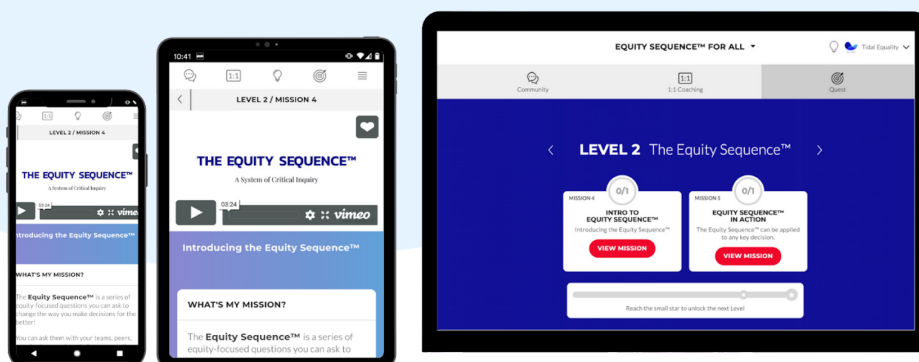 LEVEL 2 / MISSION 4
THE EQUITY SEQUENCE™
A System of Critical Inquiry
03:24
vimeo
Introducing the Equity Sequence™
WHAT'S MY MISSION?
The Equity Sequence™ is a series of
equity-focused questions you can ask to
change the way you make decisions for the
better!
You can ask them with your teams, peers,
10:41
1:1
LEVEL 2 / MISSION 4
THE EQUITY SEQUENCE™
A System of Critical Inquiry
03:24
vimeo
Introducing the Equity Sequence™
WHAT'S MY MISSION?
The Equity Sequence™ is a series of
equity-focused questions you can ask to
EQUITY SEQUENCE™ FOR ALL
Tidal Equality
Community
1:1
1:1 Coaching
Quest
LEVEL 2 The Equity Sequence™
MISSION 4
0/1
INTRO TO
EQUITY SEQUENCE™
Introducing the Equity Sequence™
VIEW MISSION
MISSION 5
0/1
EQUITY SEQUENCE™
IN ACTION
The Equity Sequence™ can be applied
to any key decision.
VIEW MISSION
Reach the small star to unlock the next Level